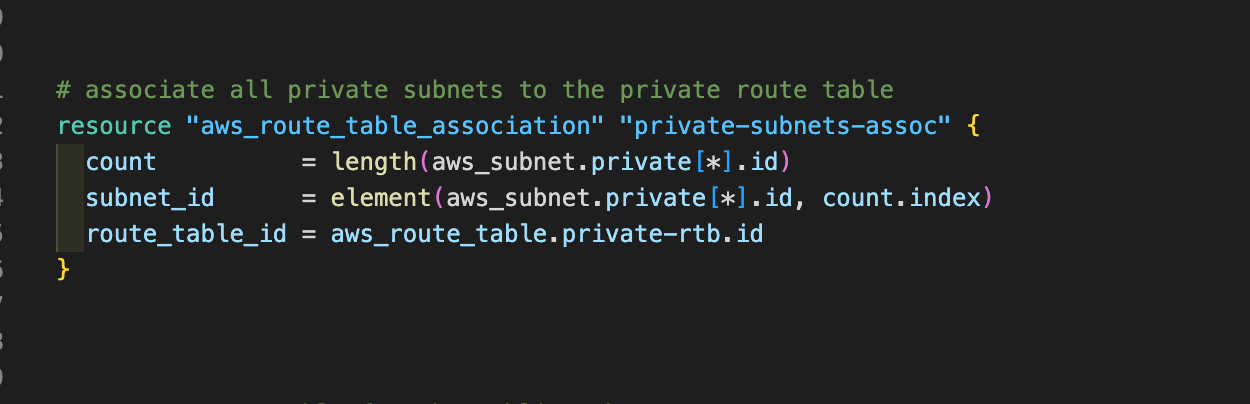 # associate all private subnets to the private route table
resource "aws_route_table_association" "private-subnets-assoc" {
  count          = length(aws_subnet.private[*].id)
  subnet_id      = element(aws_subnet.private[*].id, count.index)
  route_table_id = aws_route_table.private-rtb.id
}